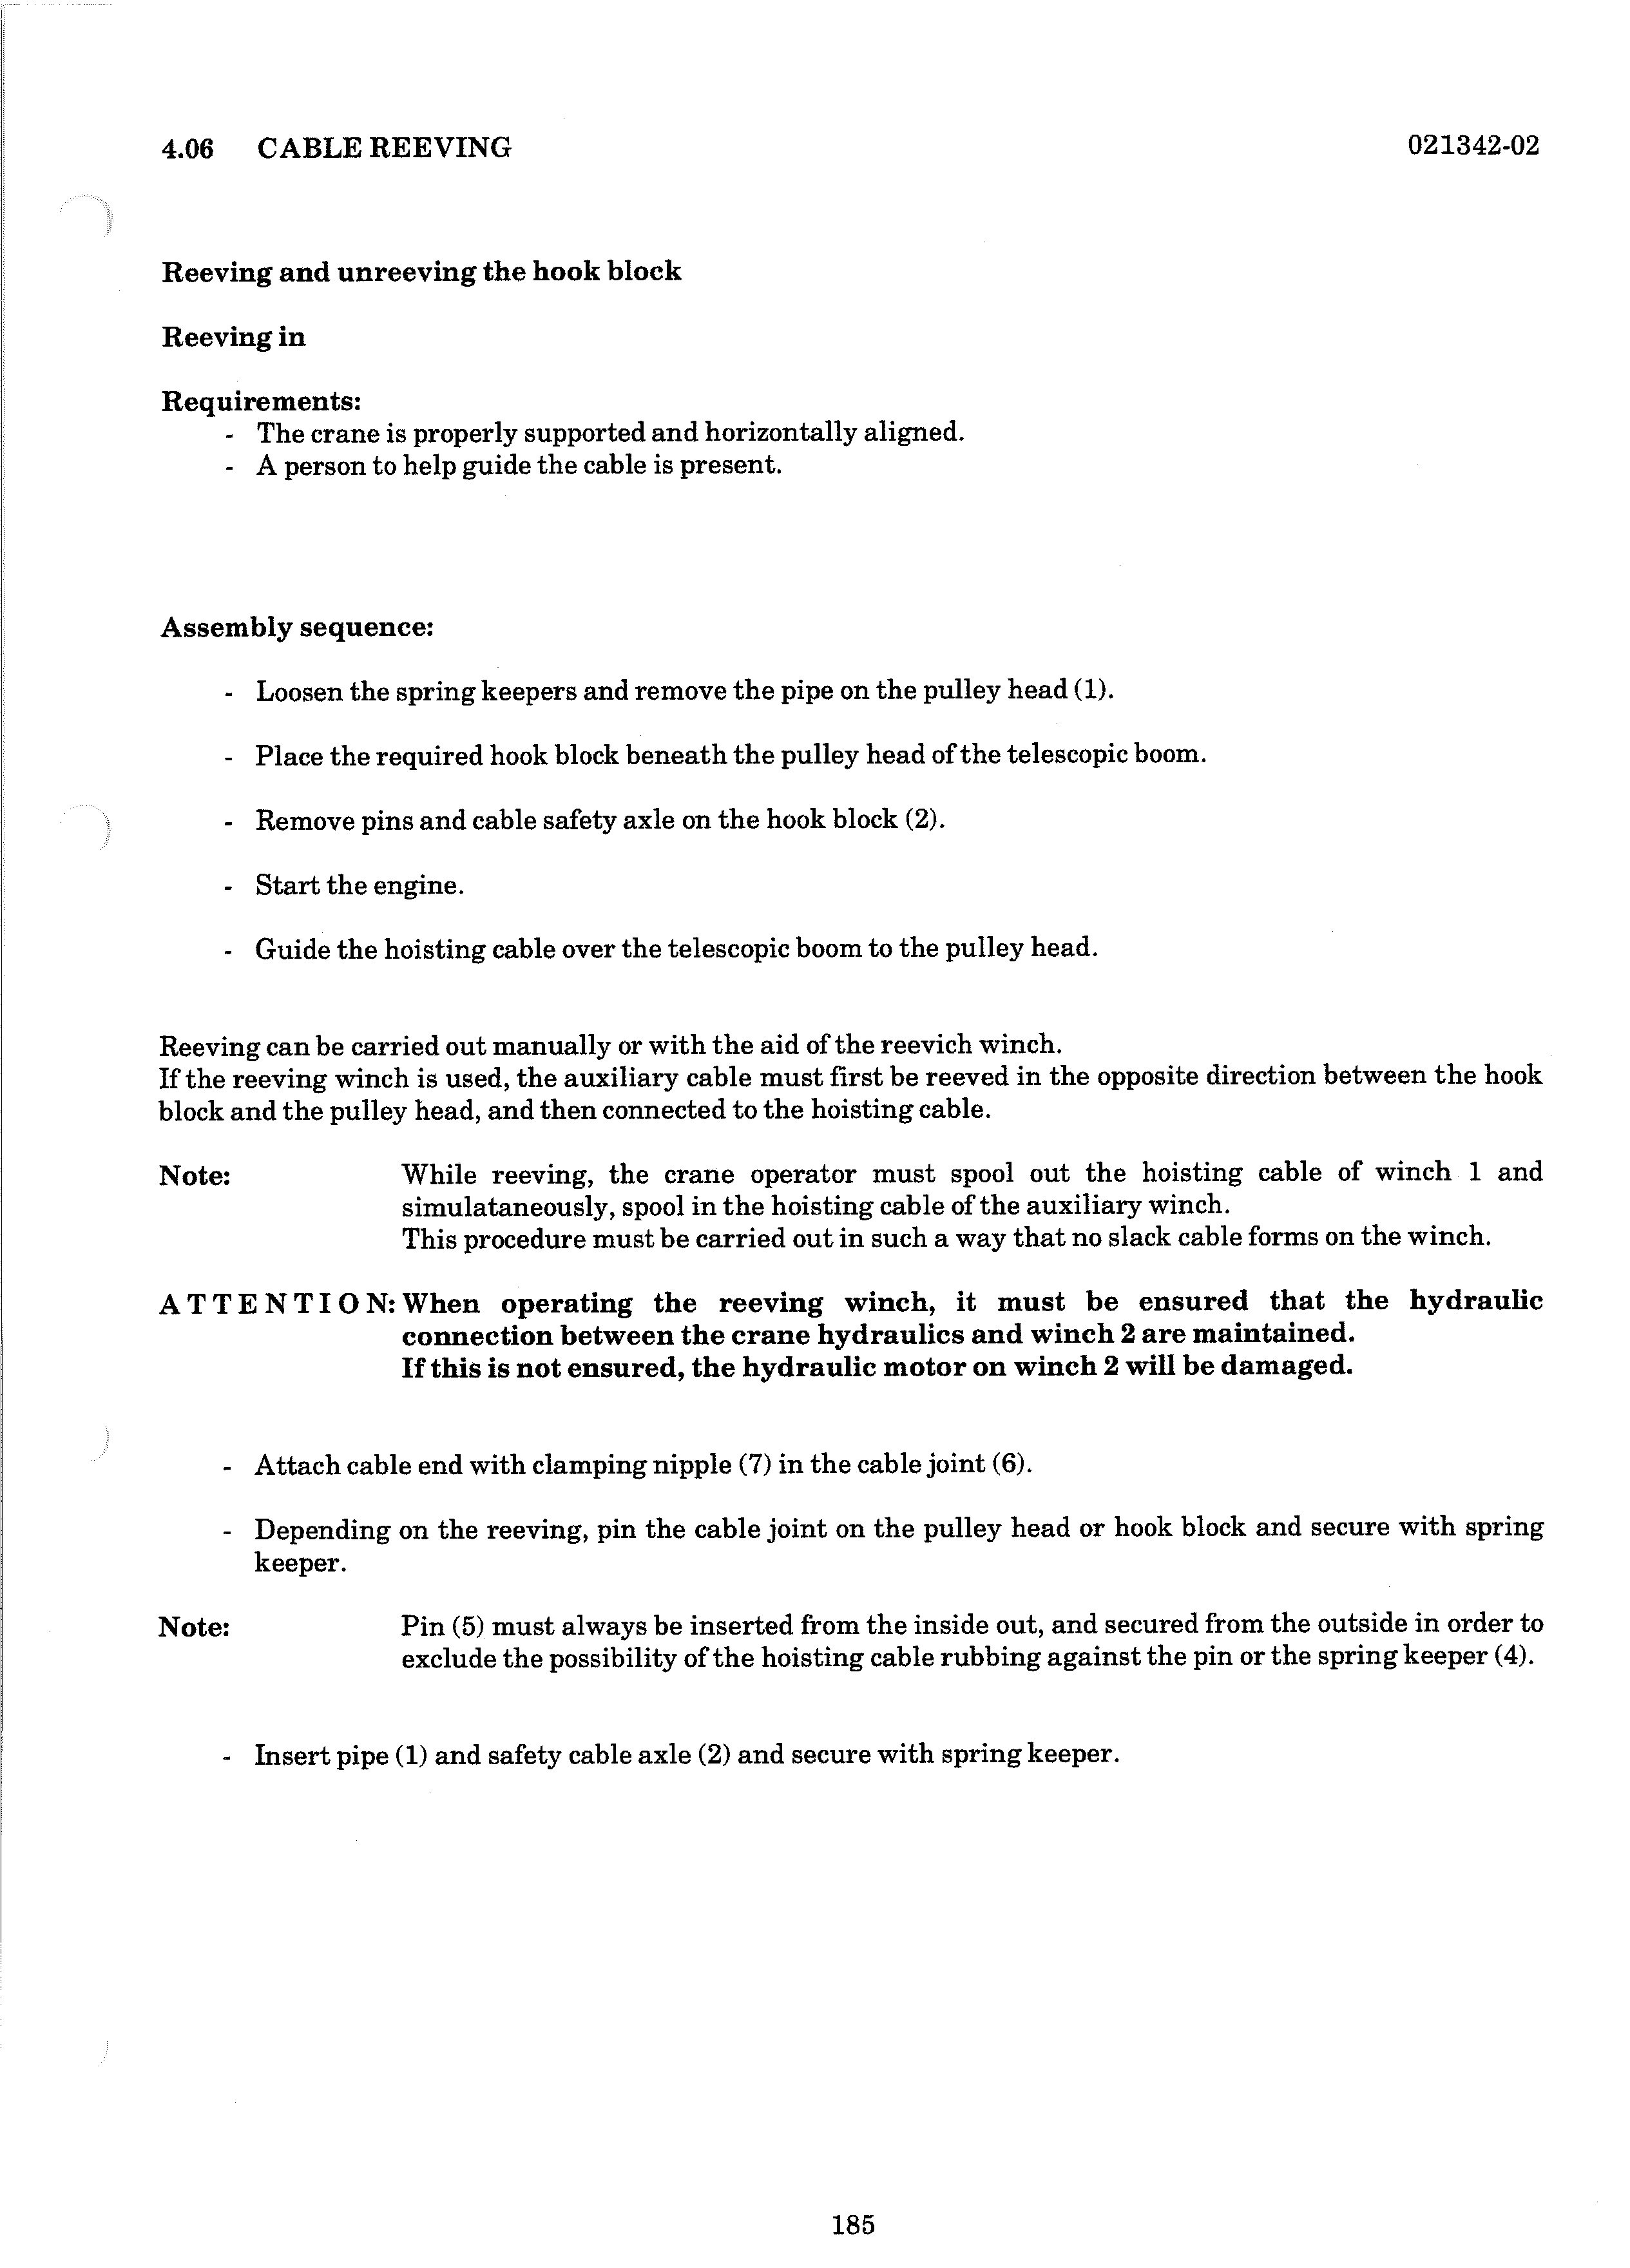 4.06 CABLE REEVING 021342-02
Reeving and unreeving the hook block
Reeving in
Requirements:
- The crane is properly supported and horizontally aligned.
- A person to help guide the cable is present.
Assembly sequence:
- Loosen the spring keepers and remove the pipe on the pulley head (1).
- Place the required hook block beneath the pulley head of the telescopic boom.
- Remove pins and cable safety axle on the hook block (2).
- Start the engine.
- Guide the hoisting cable over the telescopic boom to the pulley head.
Reeving can be carried out manually or with the aid of the reevich winch.
If the reeving winch is used, the auxiliary cable must first be reeved in the opposite direction between the hook
block and the pulley head, and then connected to the hoisting cable.
Note: While reeving, the crane operator must spool out the hoisting cable of winch 1 and
simulataneously, spool in the hoisting cable of the auxiliary winch.
This procedure must be carried out in such a way that no slack cable forms on the winch.
A T T E N T I O N: When operating the reeving winch, it must be ensured that the hydraulic
connection between the crane hydraulics and winch 2 are maintained.
If this is not ensured, the hydraulic motor on winch 2 will be damaged.
- Attach cable end with clamping nipple (7) in the cable joint (6).
- Depending on the reeving, pin the cable joint on the pulley head or hook block and secure with spring
keeper.
Note: Pin (5) must always be inserted from the inside out, and secured from the outside in order to
exclude the possibility of the hoisting cable rubbing against the pin or the spring keeper (4).
- Insert pipe (1) and safety cable axle (2) and secure with spring keeper.
185